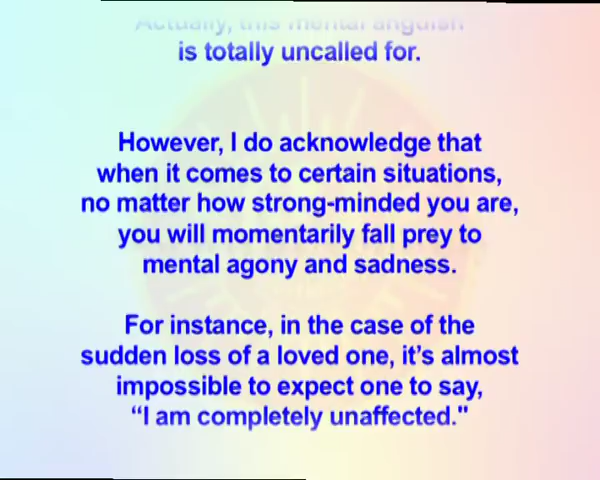 Actually, this mental anguish
is totally uncalled for.
However, I do acknowledge that
when it comes to certain situations,
no matter how strong-minded you are,
you will momentarily fall prey to
mental agony and sadness.
For instance, in the case of the
sudden loss of a loved one, it’s almost
impossible to expect one to say,
“I am completely unaffected."